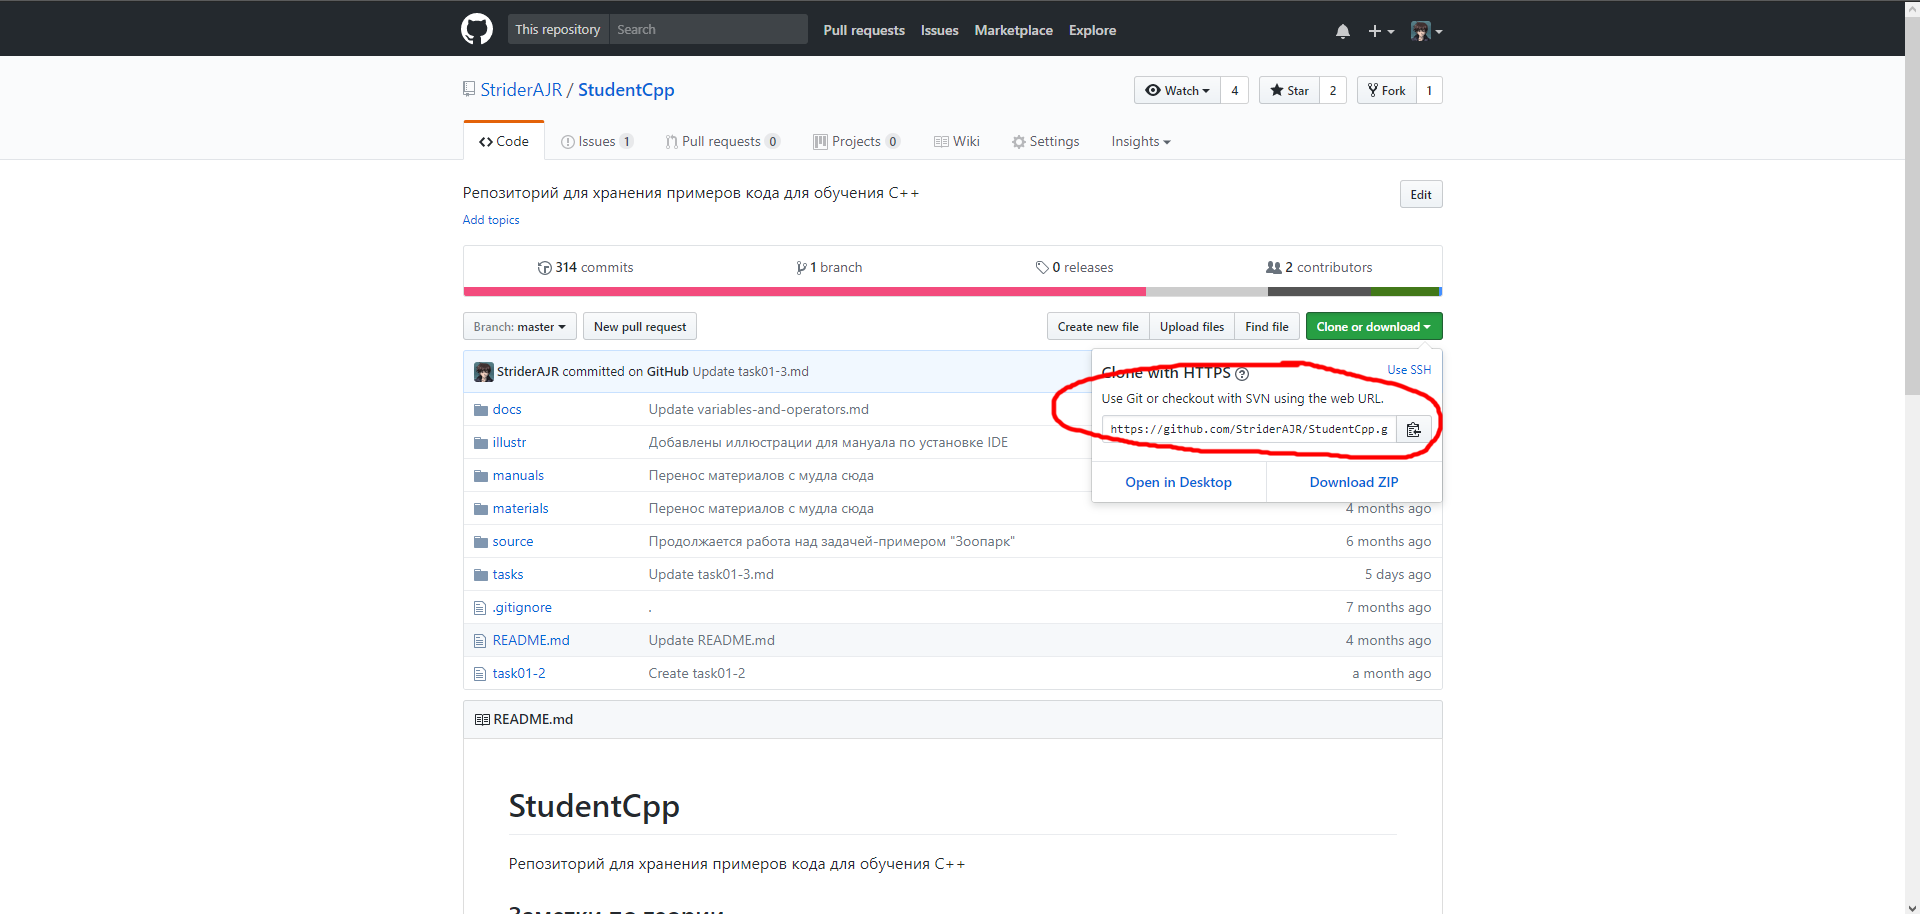 This repository Search Pull requests Issues Marketplace Explore
StriderAJR / StudentCpp Watch 4 Star 2 Fork 1
Code Issues 1 Pull requests 0 Projects 0 Wiki Settings Insights
Репозиторий для хранения примеров кода для обучения C++ Edit
Add topics
314 commits 1 branch 0 releases 2 contributors
Branch: master New pull request Create new file Upload files Find file Clone or download
StriderAJR committed on GitHub Update task01-3.md
Clone with HTTPS Use SSH
Use Git or checkout with SVN using the web URL.
https://github.com/StriderAJR/StudentCpp.g
Open in Desktop Download ZIP
docs Update variables-and-operators.md
illustr Добавлены иллюстрации для мануала по установке IDE
manuals Перенос материалов с мудла сюда
materials Перенос материалов с мудла сюда 4 months ago
source Продолжается работа над задачей-примером "Зоопарк" 6 months ago
tasks Update task01-3.md 5 days ago
.gitignore . 7 months ago
README.md Update README.md 4 months ago
task01-2 Create task01-2 a month ago
README.md
StudentCpp
Репозиторий для хранения примеров кода для обучения C++
Заметки по теории